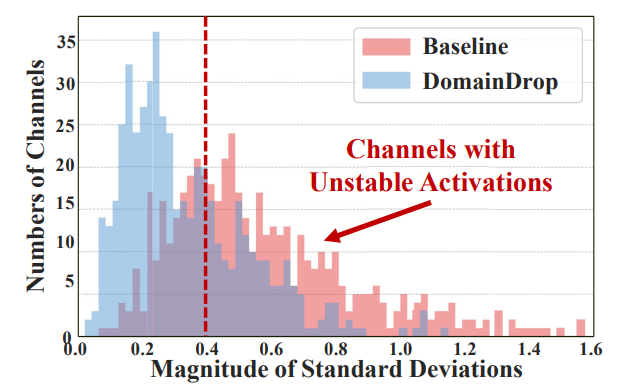 Numbers of Channels
35
30
25
20
15
10
5
0
Baseline
DomainDrop
Channels with
Unstable Activations
0.0 0.2 0.4 0.6 0.8 1.0 1.2 1.4 1.6
Magnitude of Standard Deviations